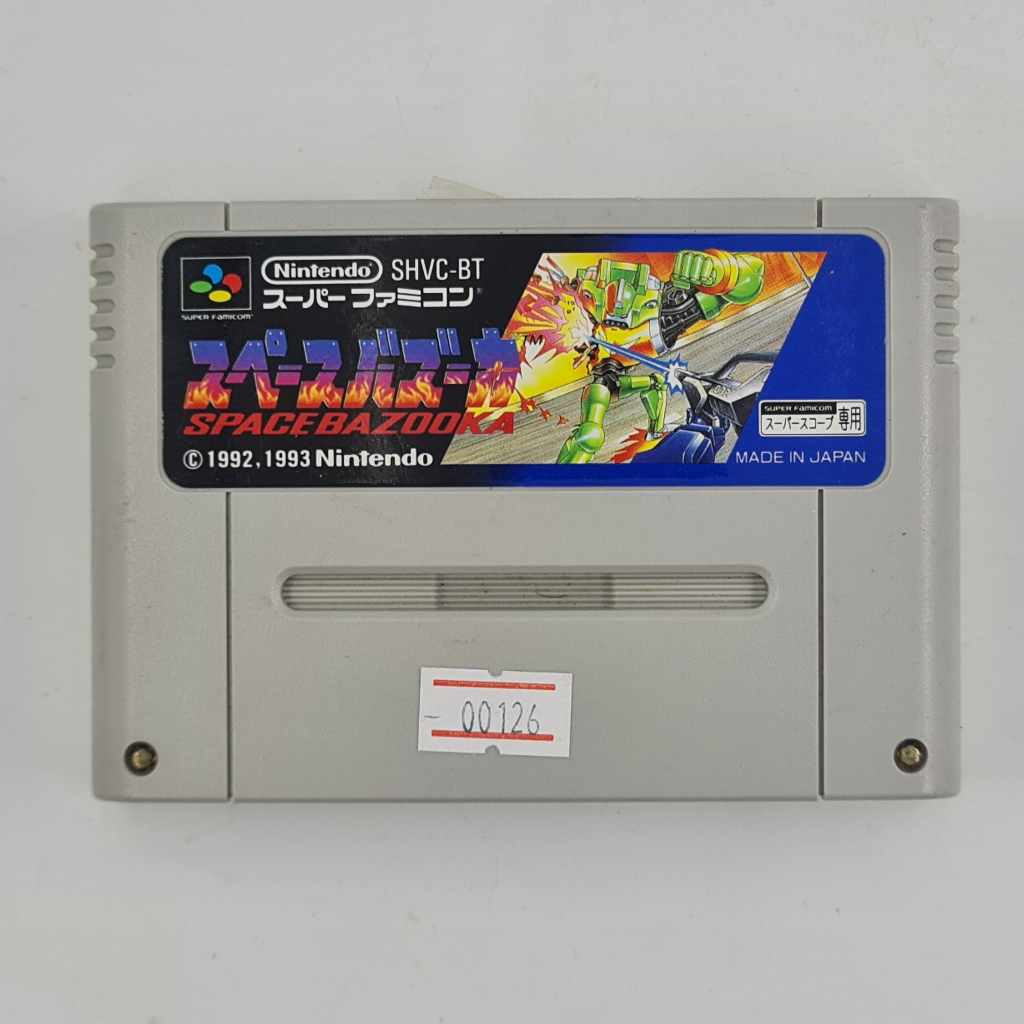 Nintendo SHVC-BT
SUPER FAMICOM
スーパーファミコン®
スペースバズーカ™
SPACE BAZOOKA
© 1992, 1993 Nintendo
SUPER FAMICOM
スーパースコープ 専用
MADE IN JAPAN
- 00126